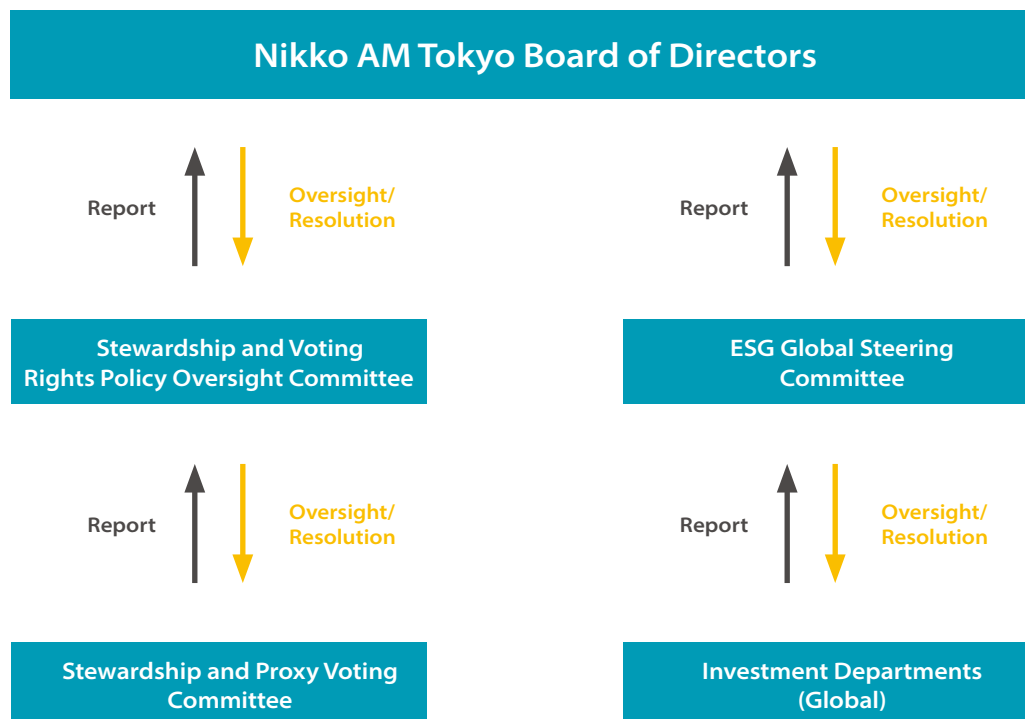 Nikko AM Tokyo Board of Directors
Report
Oversight/
Resolution
Report
Oversight/
Resolution
Stewardship and Voting
Rights Policy Oversight Committee
ESG Global Steering
Committee
Report
Oversight/
Resolution
Report
Oversight/
Resolution
Stewardship and Proxy Voting
Committee
Investment Departments
(Global)